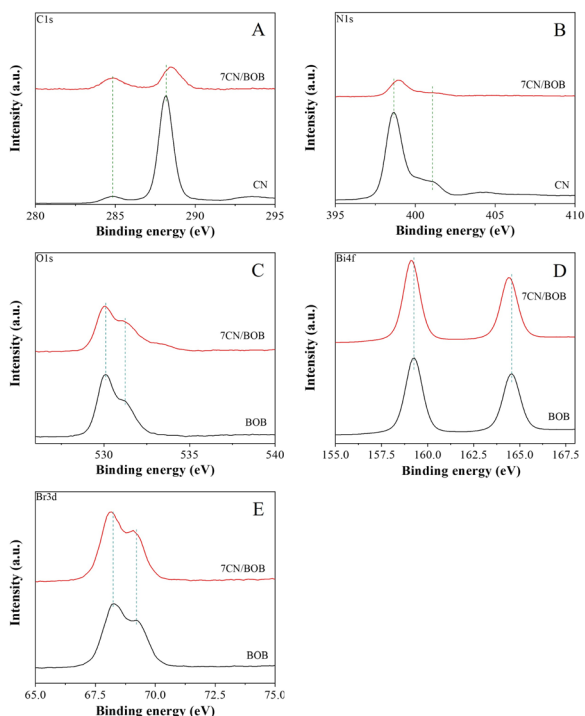 C1s
A
7CN/BOB
CN
Intensity (a.u.)
280 285 290 295
Binding energy (eV)
N1s
B
7CN/BOB
CN
Intensity (a.u.)
395 400 405 410
Binding energy (eV)
O1s
C
7CN/BOB
BOB
Intensity (a.u.)
530 535 540
Binding energy (eV)
Bi4f
D
7CN/BOB
BOB
Intensity (a.u.)
155.0 157.5 160.0 162.5 165.0 167.5
Binding energy (eV)
Br3d
E
7CN/BOB
BOB
Intensity (a.u.)
65.0 67.5 70.0 72.5 75.0
Binding energy (eV)